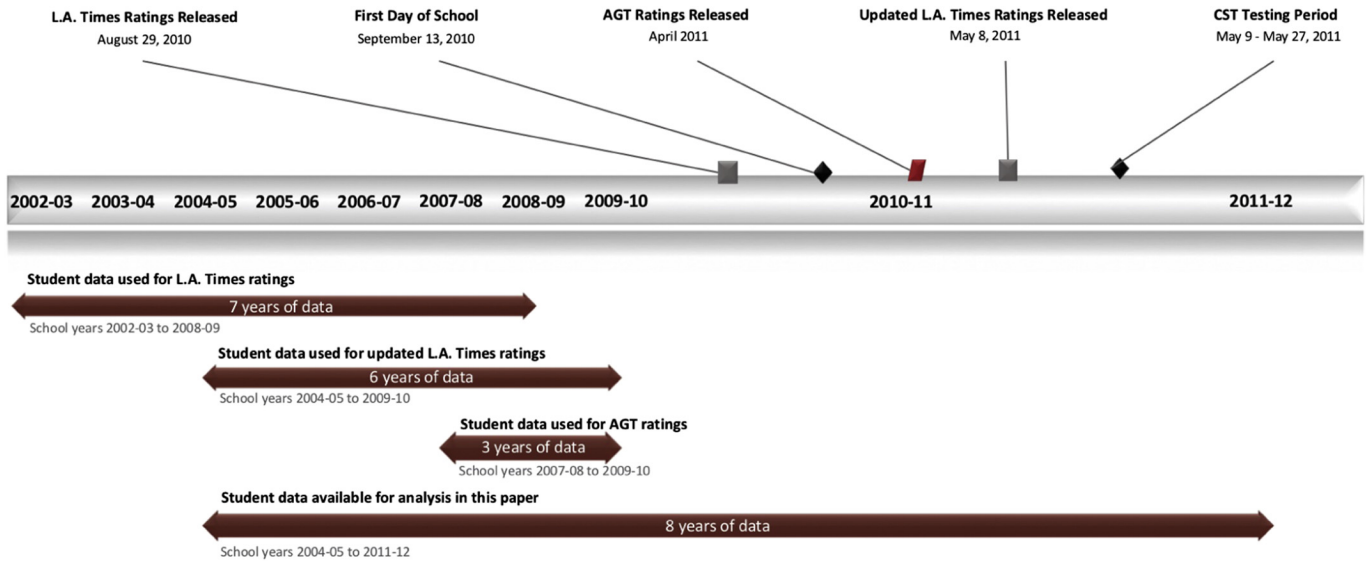 L.A. Times Ratings Released
August 29, 2010
First Day of School
September 13, 2010
AGT Ratings Released
April 2011
Updated L.A. Times Ratings Released
May 8, 2011
CST Testing Period
May 9 - May 27, 2011
2002-03 2003-04 2004-05 2005-06 2006-07 2007-08 2008-09 2009-10 2010-11 2011-12
Student data used for L.A. Times ratings
7 years of data
School years 2002-03 to 2008-09
Student data used for updated L.A. Times ratings
6 years of data
School years 2004-05 to 2009-10
Student data used for AGT ratings
3 years of data
School years 2007-08 to 2009-10
Student data available for analysis in this paper
8 years of data
School years 2004-05 to 2011-12